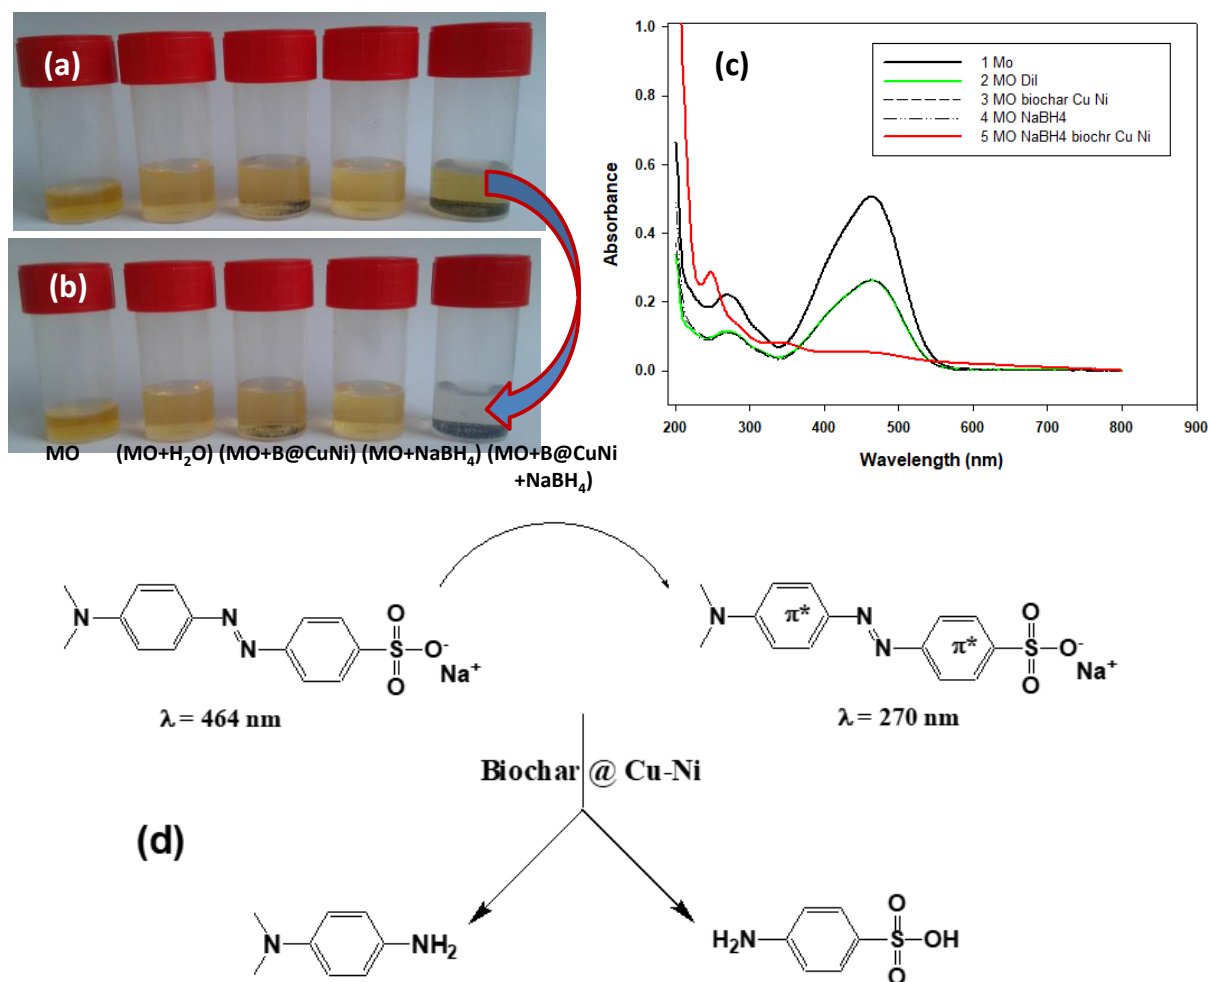 (a)
(b)
MO (MO+H₂O) (MO+B@CuNi) (MO+NaBH₄) (MO+B@CuNi
+NaBH₄)
(c)
1.0
0.8
0.6
0.4
0.2
0.0
Absorbance
1 Mo
2 MO Dil
3 MO biochar Cu Ni
4 MO NaBH4
5 MO NaBH4 biochr Cu Ni
200 300 400 500 600 700 800 900
Wavelength (nm)
N
N
N
O
S
O
O⁻
Na⁺
λ = 464 nm
N
π*
N
N
π*
O
S
O
O⁻
Na⁺
λ = 270 nm
Biochar @ Cu-Ni
(d)
N
NH₂
H₂N
O
S
OH
O